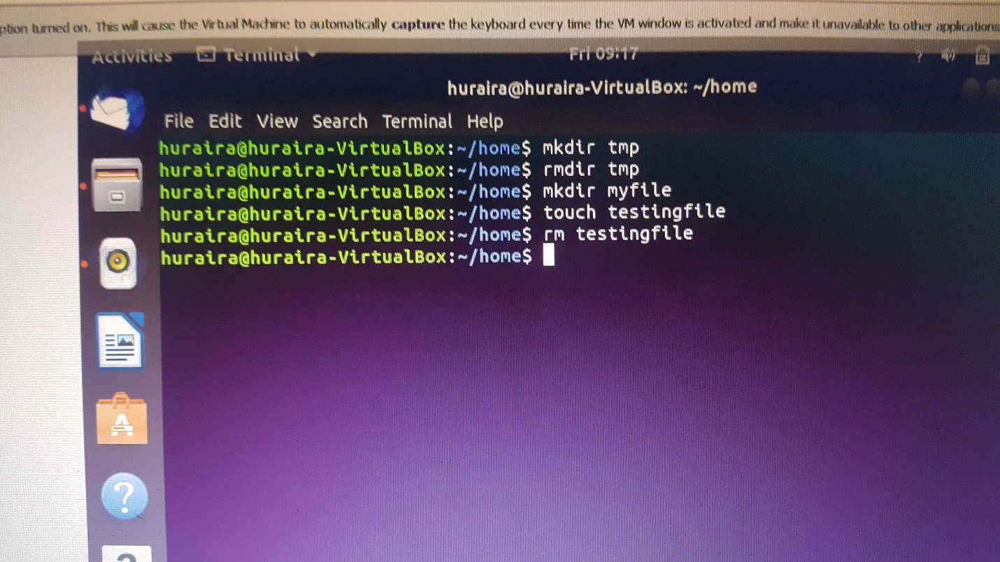 ption turned on. This will cause the Virtual Machine to automatically capture the keyboard every time the VM window is activated and make it unavailable to other applications
Activities Terminal Fri 09:17 ?
huraira@huraira-VirtualBox: ~/home
File Edit View Search Terminal Help
huraira@huraira-VirtualBox:~/home$ mkdir tmp
huraira@huraira-VirtualBox:~/home$ rmdir tmp
huraira@huraira-VirtualBox:~/home$ mkdir myfile
huraira@huraira-VirtualBox:~/home$ touch testingfile
huraira@huraira-VirtualBox:~/home$ rm testingfile
huraira@huraira-VirtualBox:~/home$